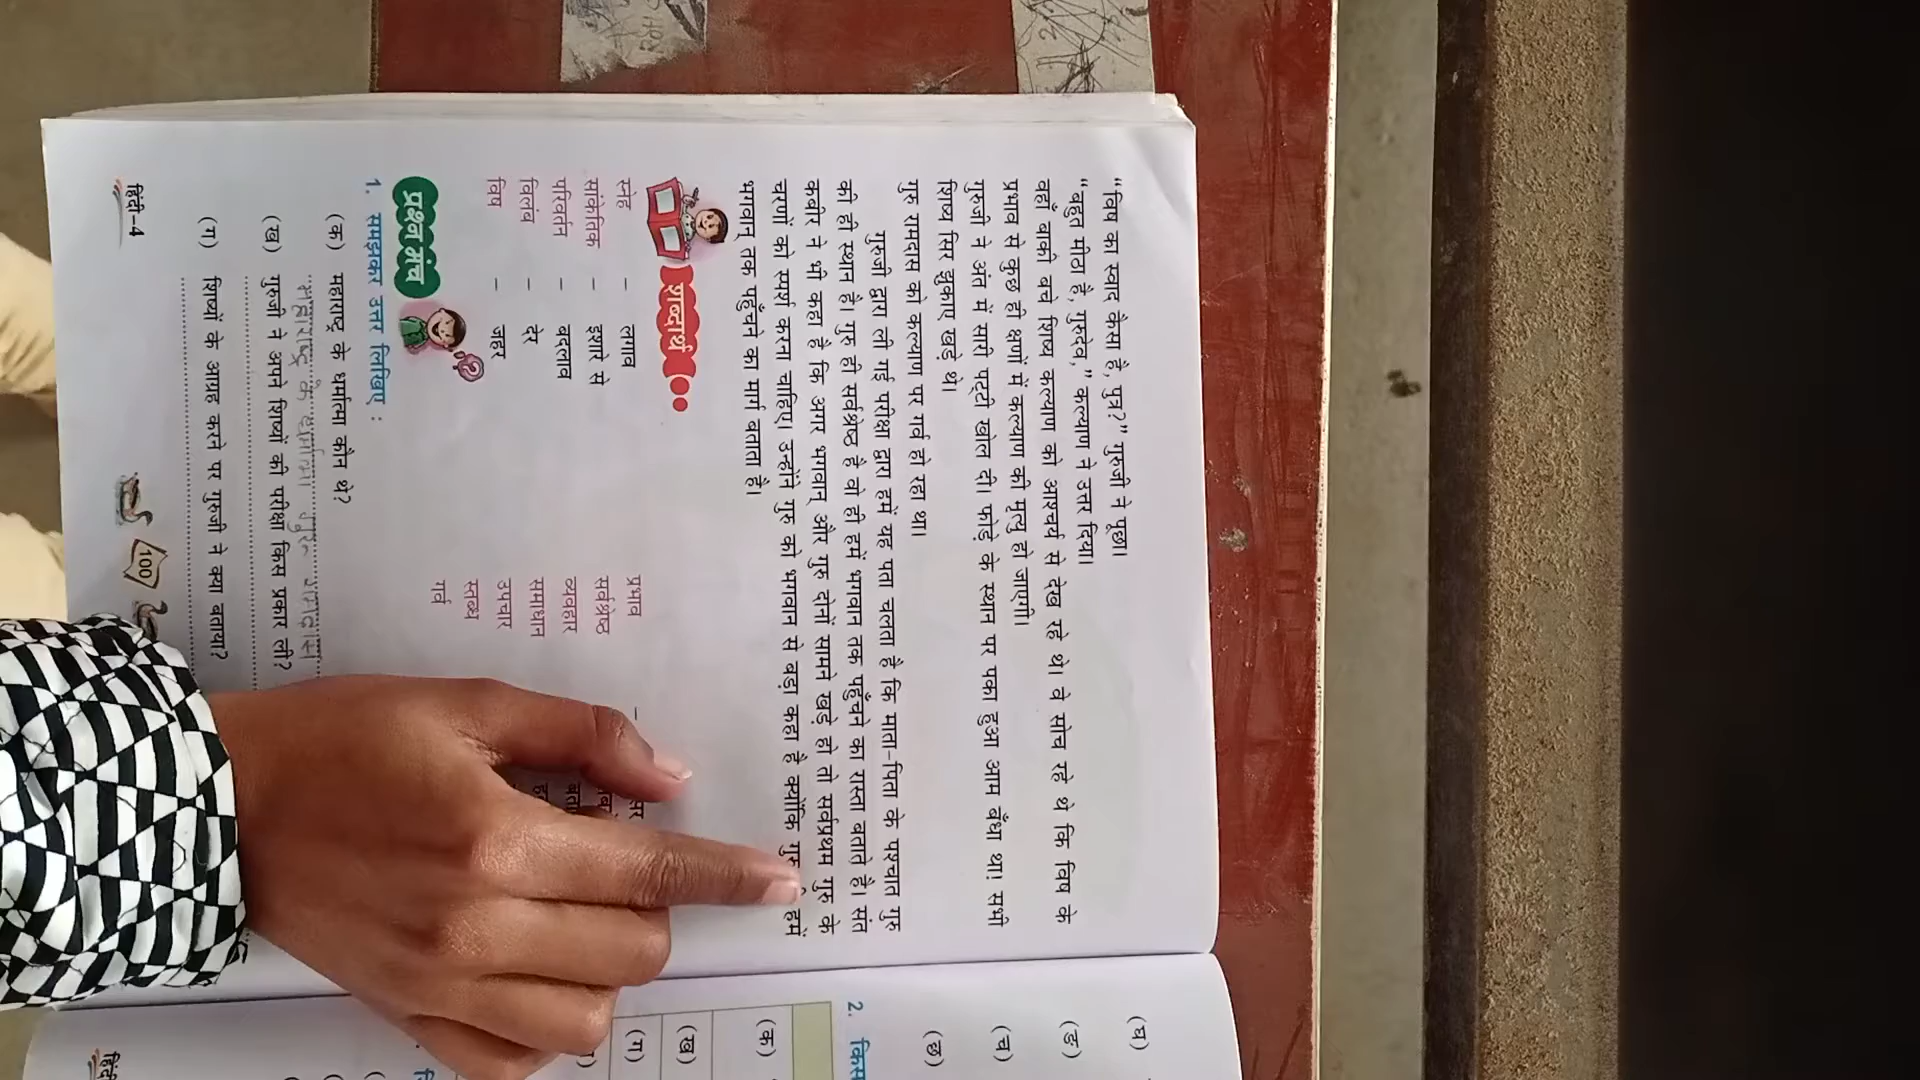 “विष का स्वाद कैसा है, पुत्र?” गुरुजी ने पूछा।
“बहुत मीठा है, गुरुदेव,” कल्याण ने उत्तर दिया।
वहाँ बाकी बचे शिष्य कल्याण को आश्चर्य से देख रहे थे। वे सोच रहे थे कि विष के
प्रभाव से कुछ ही क्षणों में कल्याण की मृत्यु हो जाएगी।
गुरुजी ने अंत में सारी पट्टी खोल दी। फोड़े के स्थान पर पका हुआ आम बँधा था। सभी
शिष्य सिर झुकाए खड़े थे।
गुरु रामदास को कल्याण पर गर्व हो रहा था।
गुरुजी द्वारा ली गई परीक्षा द्वारा हमें यह पता चलता है कि माता-पिता के पश्चात गुरु
का ही स्थान है। गुरु ही सर्वश्रेष्ठ है वो ही हमें भगवान तक पहुँचने का रास्ता बताते है। संत
कबीर ने भी कहा है कि अगर भगवान् और गुरु दोनों सामने खड़े हो तो सर्वप्रथम गुरु के
चरणों को स्पर्श करना चाहिए। उन्होंने गुरु को भगवान से बड़ा कहा है क्योंकि गुरु हमें
भगवान् तक पहुँचने का मार्ग बताता है।
शब्दार्थ
स्नेह – लगाव प्रभाव –
सांकेतिक – इशारे से सर्वश्रेष्ठ
परिवर्तन – बदलाव व्यवहार
विलंब – देर समाधान
विष – जहर उपचार
स्तब्ध
गर्व
प्रश्न मंच
1. समझकर उत्तर लिखिए :
(क) महाराष्ट्र के धर्मात्मा कौन थे?
महाराष्ट्र के धर्मात्मा गुरु रामदास
(ख) गुरुजी ने अपने शिष्यों की परीक्षा किस प्रकार ली?
(ग) शिष्यों के आग्रह करने पर गुरुजी ने क्या बताया?
हिंदी–4
100
(घ)
(ङ)
(च)
(छ)
2. किस
(क)
(ख)
(ग)
हिंदी